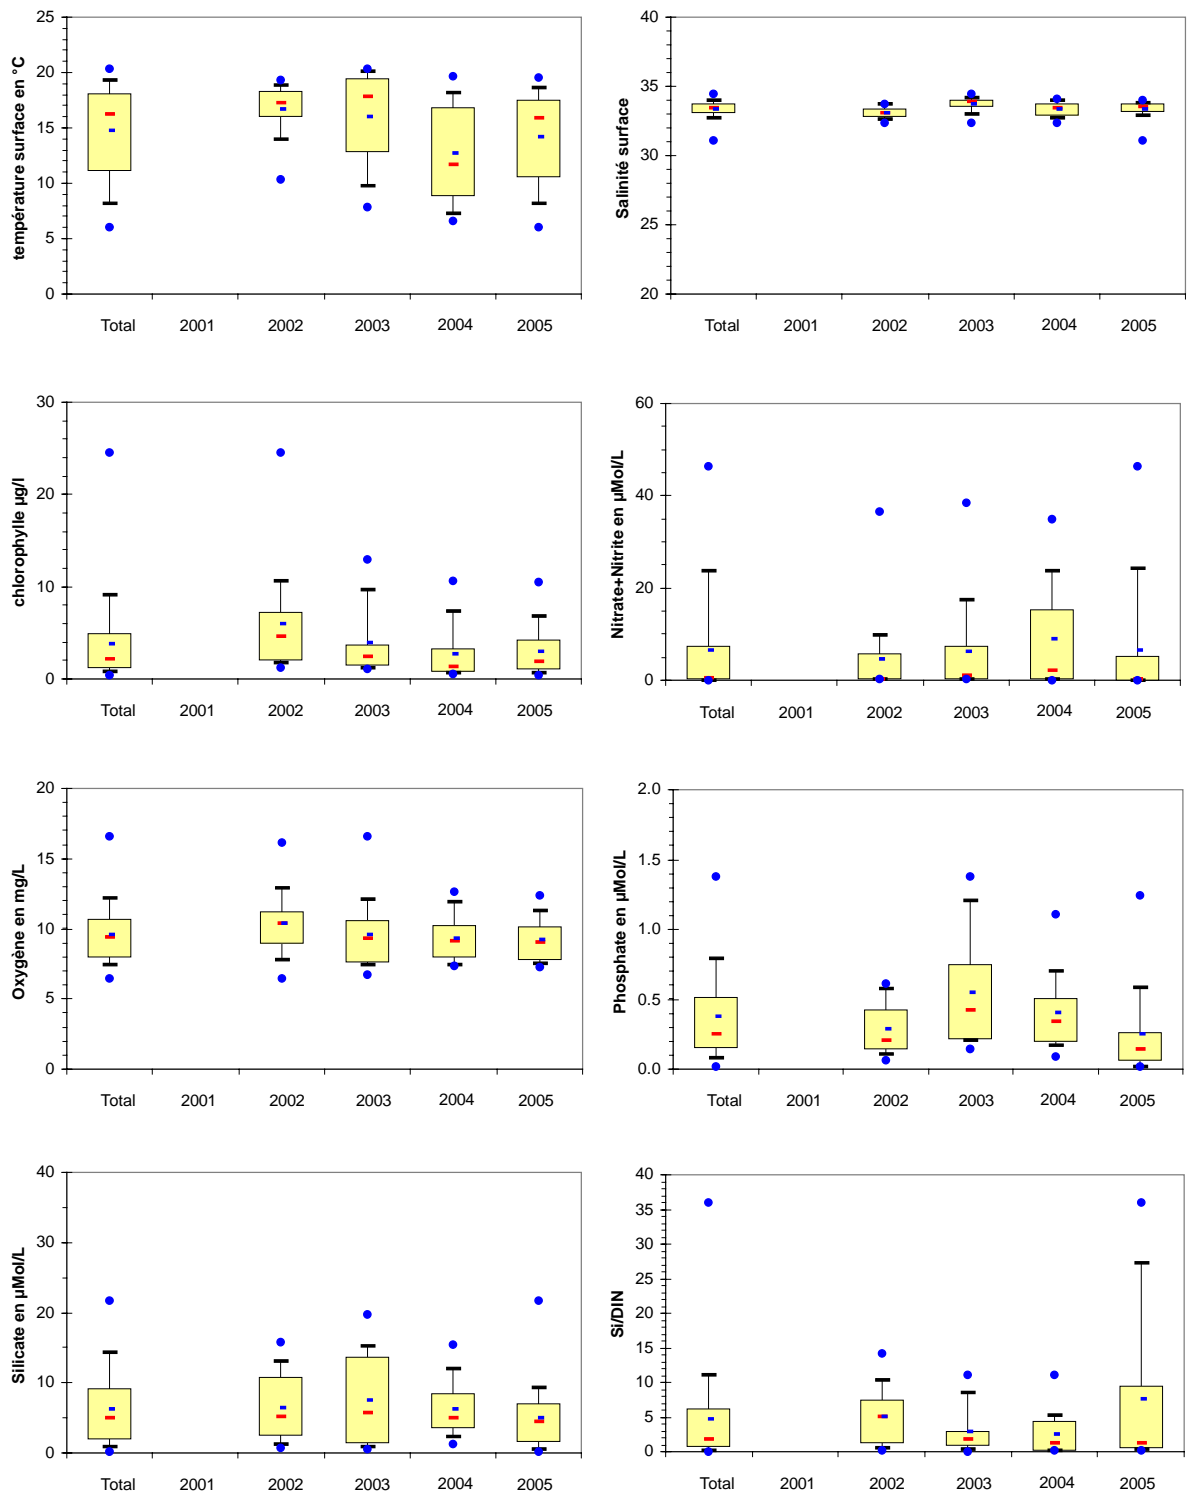 température surface en °C
25
20
15
10
5
0
Total 2001 2002 2003 2004 2005
Salinité surface
40
35
30
25
20
Total 2001 2002 2003 2004 2005
chlorophylle µg/l
30
20
10
0
Total 2001 2002 2003 2004 2005
Nitrate+Nitrite en µMol/L
60
40
20
0
Total 2001 2002 2003 2004 2005
Oxygène en mg/L
20
15
10
5
0
Total 2001 2002 2003 2004 2005
Phosphate en µMol/L
2.0
1.5
1.0
0.5
0.0
Total 2001 2002 2003 2004 2005
Silicate en µMol/L
40
30
20
10
0
Total 2001 2002 2003 2004 2005
Si/DIN
40
35
30
25
20
15
10
5
0
Total 2001 2002 2003 2004 2005